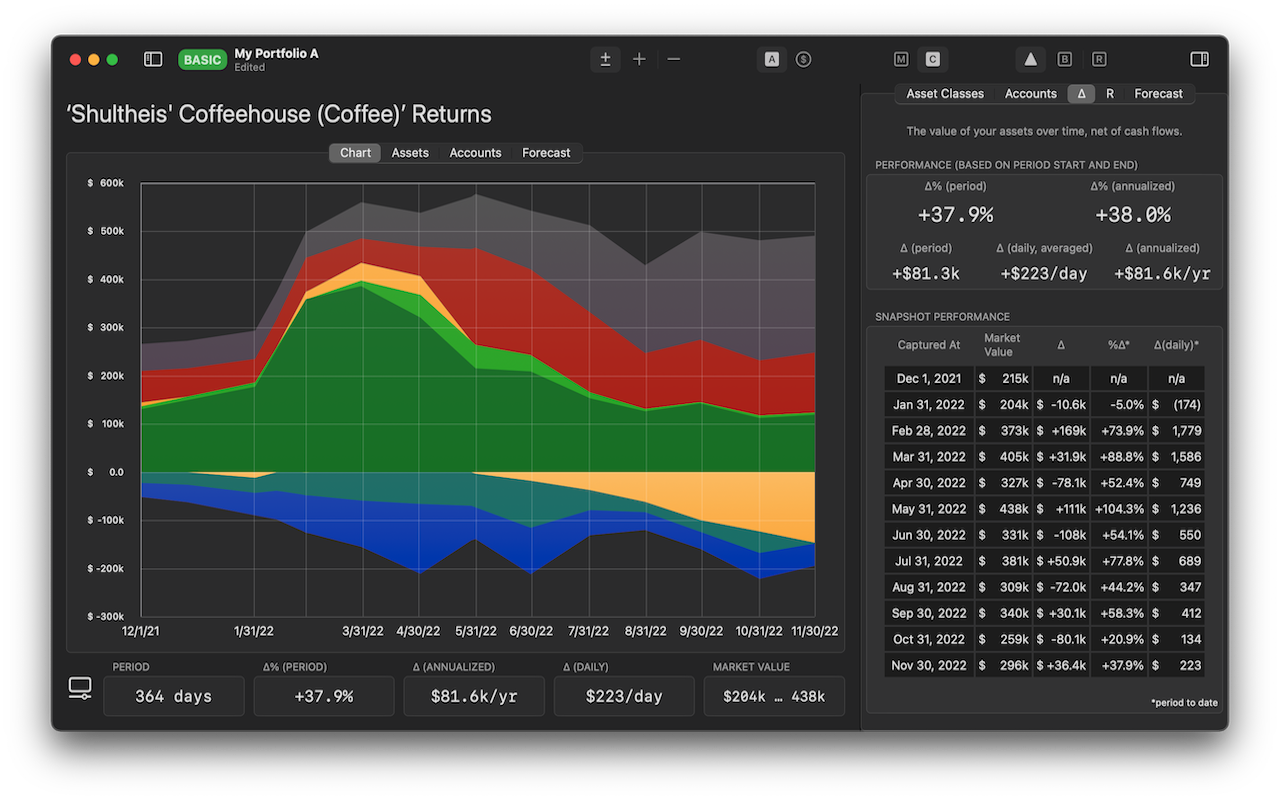 BASIC My Portfolio A
Edited
A $ M C B R
‘Shultheis' Coffeehouse (Coffee)’ Returns
Chart Assets Accounts Forecast
$ 600k
$ 500k
$ 400k
$ 300k
$ 200k
$ 100k
$ 0.0
$ -100k
$ -200k
$ -300k
12/1/21 1/31/22 3/31/22 4/30/22 5/31/22 6/30/22 7/31/22 8/31/22 9/30/22 10/31/22 11/30/22
PERIOD Δ% (PERIOD) Δ (ANNUALIZED) Δ (DAILY) MARKET VALUE
364 days +37.9% $81.6k/yr $223/day $204k … 438k
Asset Classes Accounts Δ R Forecast
The value of your assets over time, net of cash flows.
PERFORMANCE (BASED ON PERIOD START AND END)
Δ% (period) Δ% (annualized)
+37.9% +38.0%
Δ (period) Δ (daily, averaged) Δ (annualized)
+$81.3k +$223/day +$81.6k/yr
SNAPSHOT PERFORMANCE
Captured At Market Value Δ %Δ* Δ(daily)*
Dec 1, 2021 $ 215k n/a n/a n/a
Jan 31, 2022 $ 204k $ -10.6k -5.0% $ (174)
Feb 28, 2022 $ 373k $ +169k +73.9% $ 1,779
Mar 31, 2022 $ 405k $ +31.9k +88.8% $ 1,586
Apr 30, 2022 $ 327k $ -78.1k +52.4% $ 749
May 31, 2022 $ 438k $ +111k +104.3% $ 1,236
Jun 30, 2022 $ 331k $ -108k +54.1% $ 550
Jul 31, 2022 $ 381k $ +50.9k +77.8% $ 689
Aug 31, 2022 $ 309k $ -72.0k +44.2% $ 347
Sep 30, 2022 $ 340k $ +30.1k +58.3% $ 412
Oct 31, 2022 $ 259k $ -80.1k +20.9% $ 134
Nov 30, 2022 $ 296k $ +36.4k +37.9% $ 223
*period to date